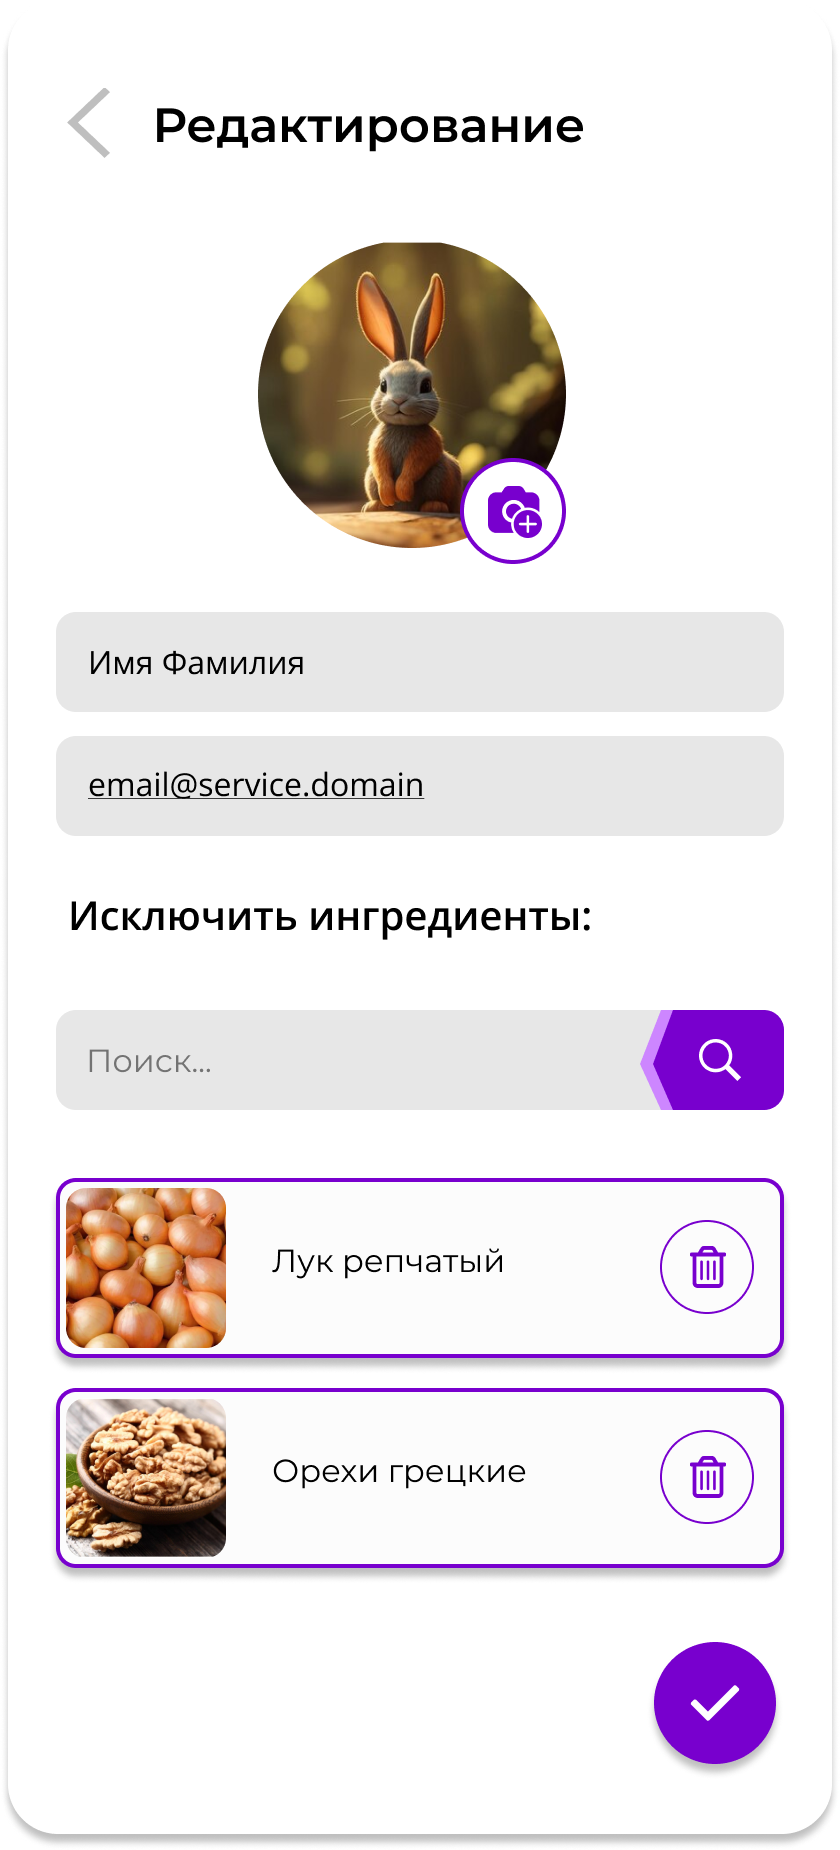 Редактирование
Имя Фамилия
email@service.domain
Исключить ингредиенты:
Поиск...
Лук репчатый
Орехи грецкие